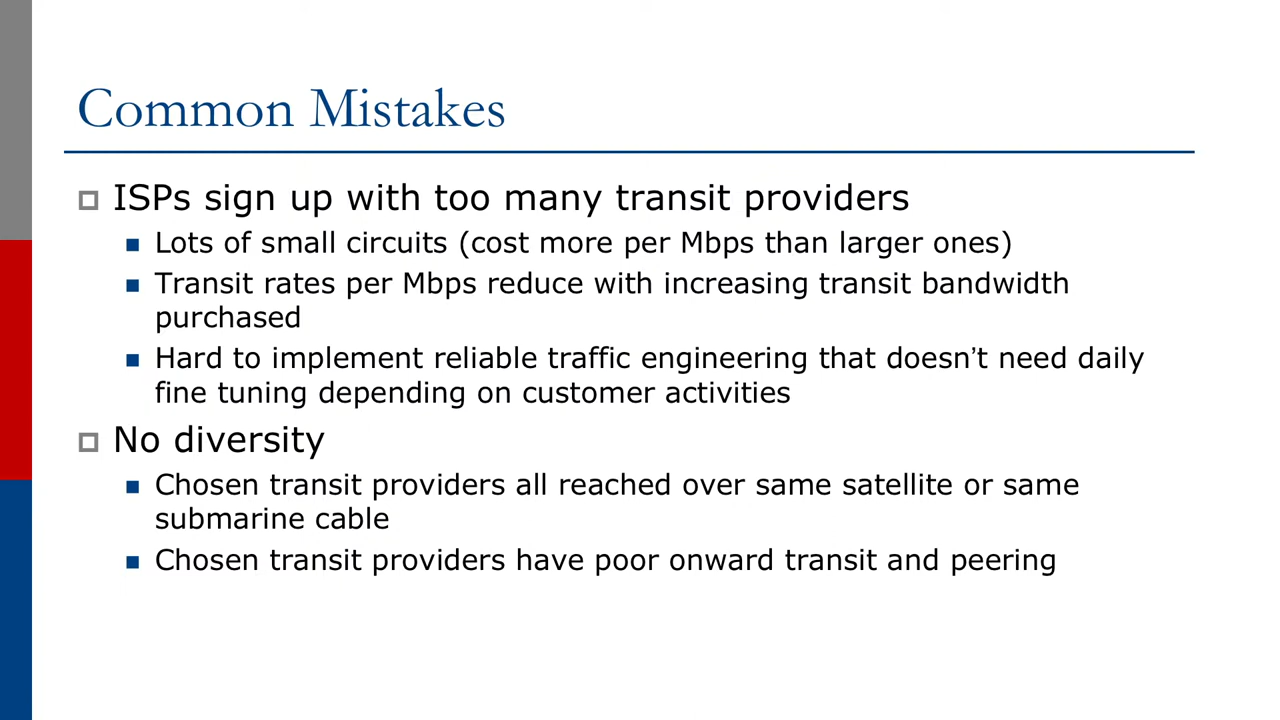 Common Mistakes
ISPs sign up with too many transit providers
Lots of small circuits (cost more per Mbps than larger ones)
Transit rates per Mbps reduce with increasing transit bandwidth
purchased
Hard to implement reliable traffic engineering that doesn’t need daily
fine tuning depending on customer activities
No diversity
Chosen transit providers all reached over same satellite or same
submarine cable
Chosen transit providers have poor onward transit and peering